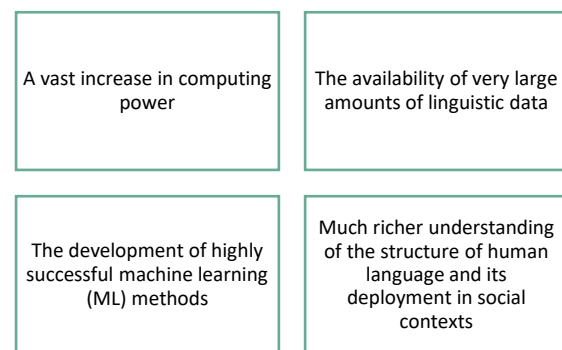 A vast increase in computing
power
The availability of very large
amounts of linguistic data
The development of highly
successful machine learning
(ML) methods
Much richer understanding
of the structure of human
language and its
deployment in social
contexts